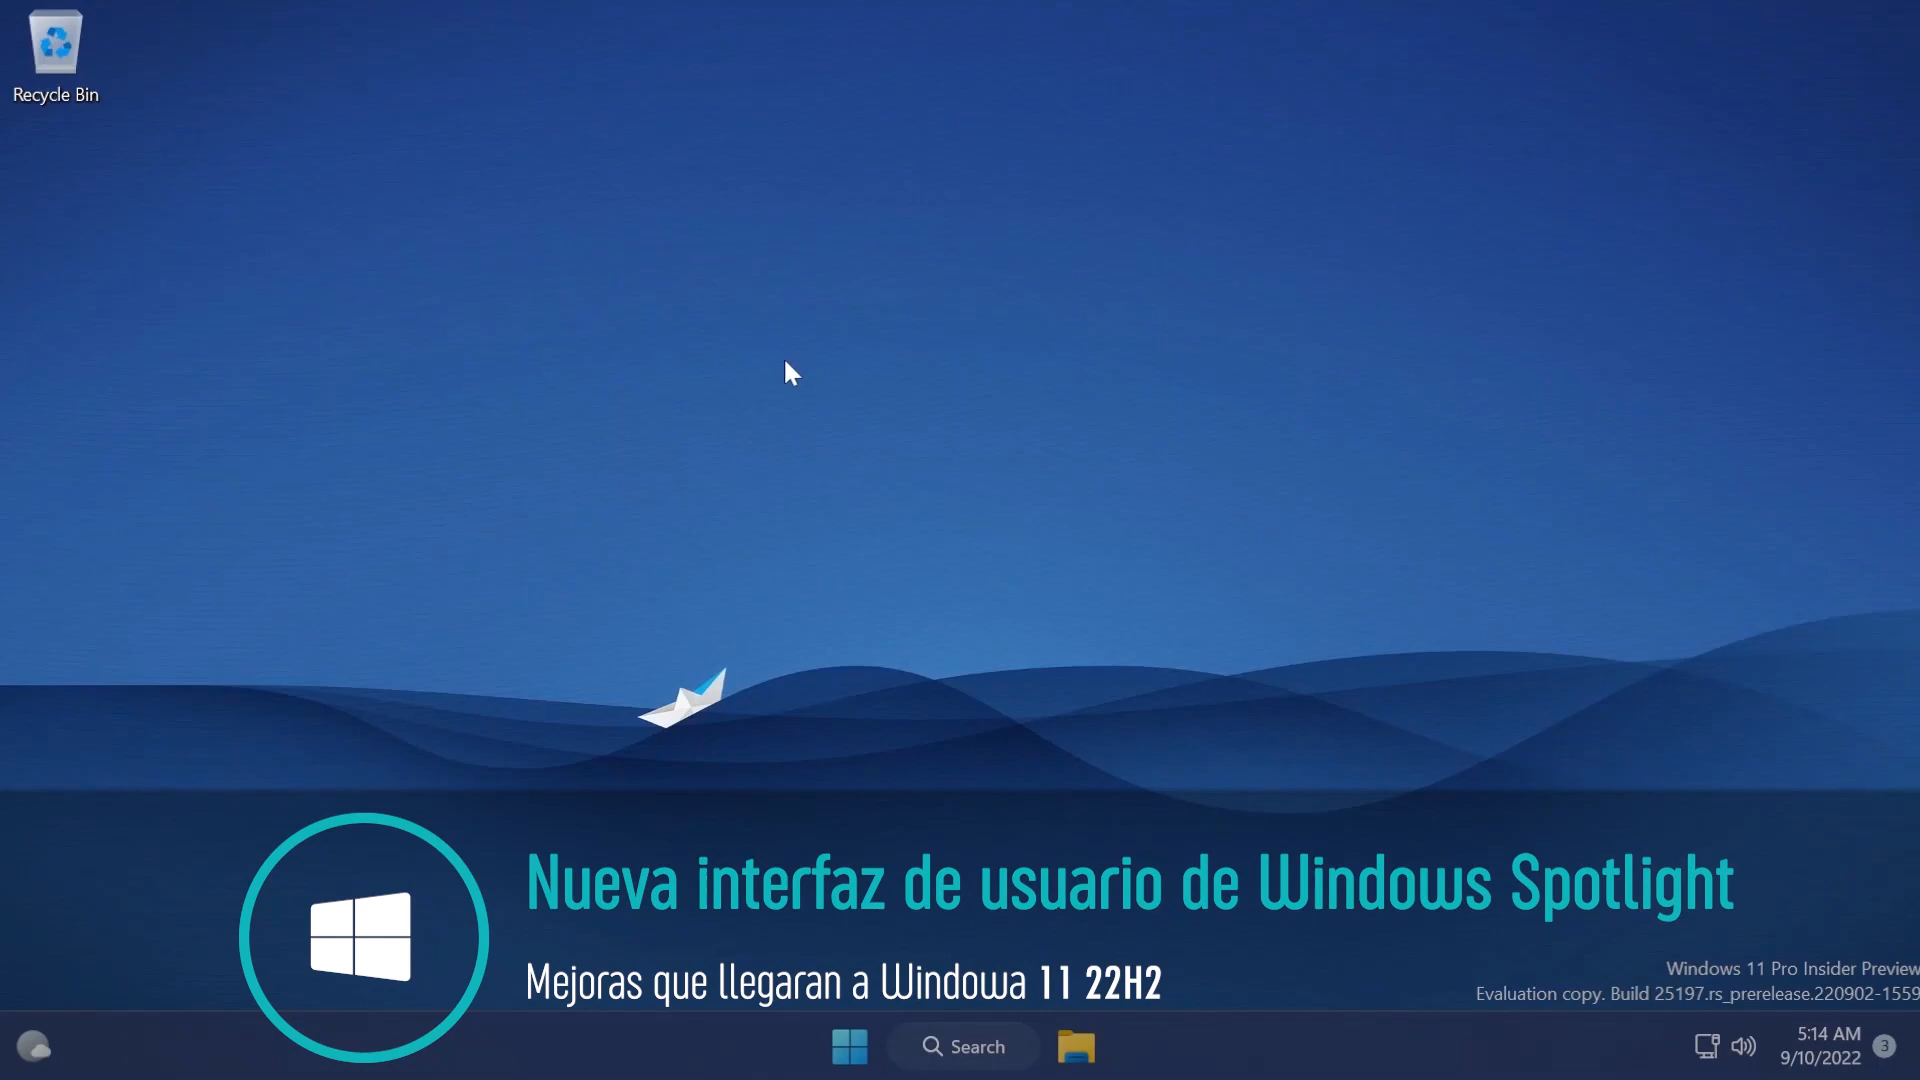 Recycle Bin
Nueva interfaz de usuario de Windows Spotlight
Mejoras que llegaran a Windowa 11 22H2
Windows 11 Pro Insider Preview
Evaluation copy. Build 25197.rs_prerelease.220902-1559
Search
5:14 AM
9/10/2022
3